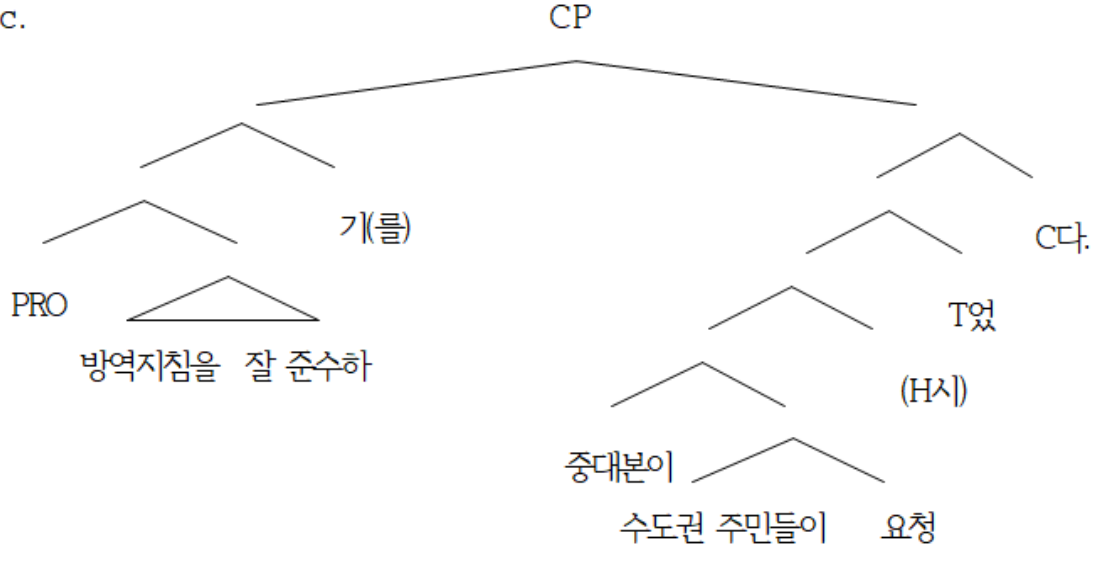 c.
CP
기(를)
C다.
PRO
T었
방역지침을 잘 준수하
(H시)
중대본이
수도권 주민들이 요청